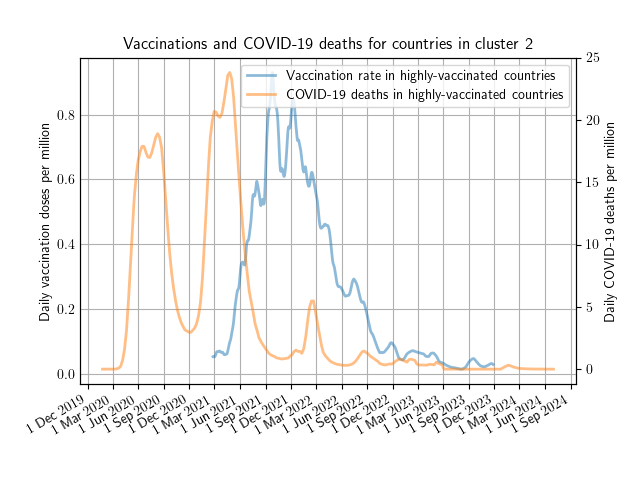 Vaccinations and COVID-19 deaths for countries in cluster 2
Vaccination rate in highly-vaccinated countries
COVID-19 deaths in highly-vaccinated countries
Daily vaccination doses per million
0.8
0.6
0.4
0.2
0.0
25
20
15
10
5
0
Daily COVID-19 deaths per million
1 Dec 2019
1 Mar 2020
1 Jun 2020
1 Sep 2020
1 Dec 2020
1 Mar 2021
1 Jun 2021
1 Sep 2021
1 Dec 2021
1 Mar 2022
1 Jun 2022
1 Sep 2022
1 Dec 2022
1 Mar 2023
1 Jun 2023
1 Sep 2023
1 Dec 2023
1 Mar 2024
1 Jun 2024
1 Sep 2024